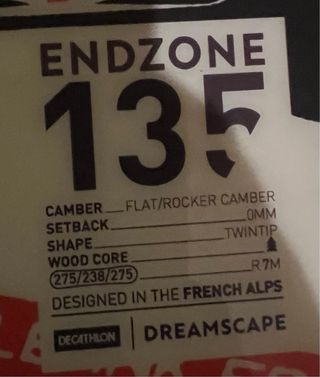 ENDZONE
135
CAMBER FLAT/ROCKER CAMBER
SETBACK 0MM
SHAPE TWINTIP
WOOD CORE
275/238/275 R 7M
DESIGNED IN THE FRENCH ALPS
DECATHLON | DREAMSCAPE